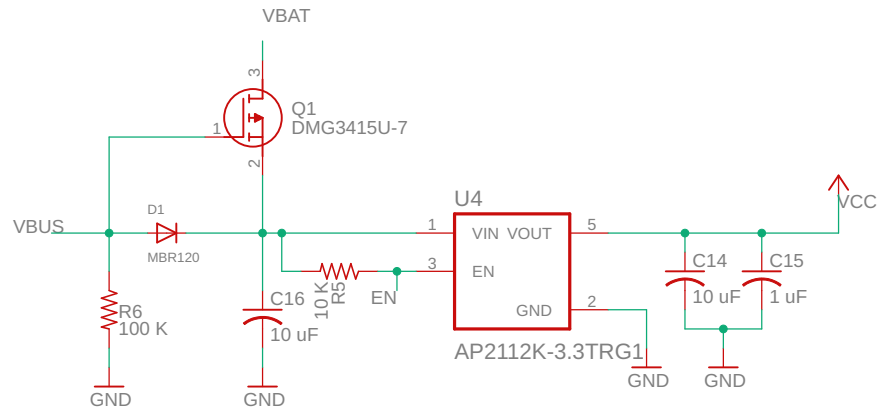 VBAT
3
Q1
DMG3415U-7
1
2
U4
D1
VBUS
MBR120
1
VIN VOUT
5
VCC
3
EN
10 K
R5
EN
C14
10 uF
C15
1 uF
GND
2
C16
10 uF
R6
100 K
AP2112K-3.3TRG1
GND
GND
GND
GND